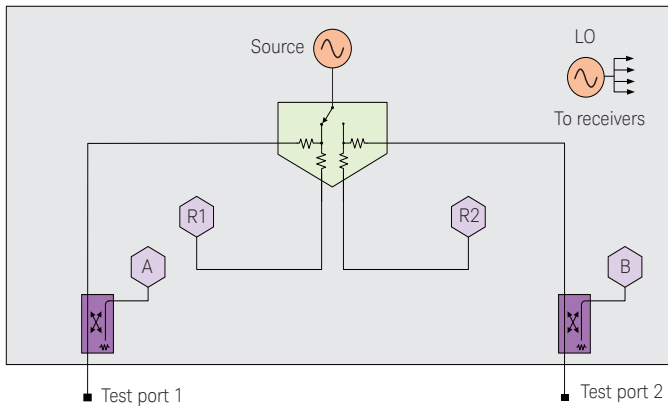 Source
LO
To receivers
R1
R2
A
B
Test port 1
Test port 2